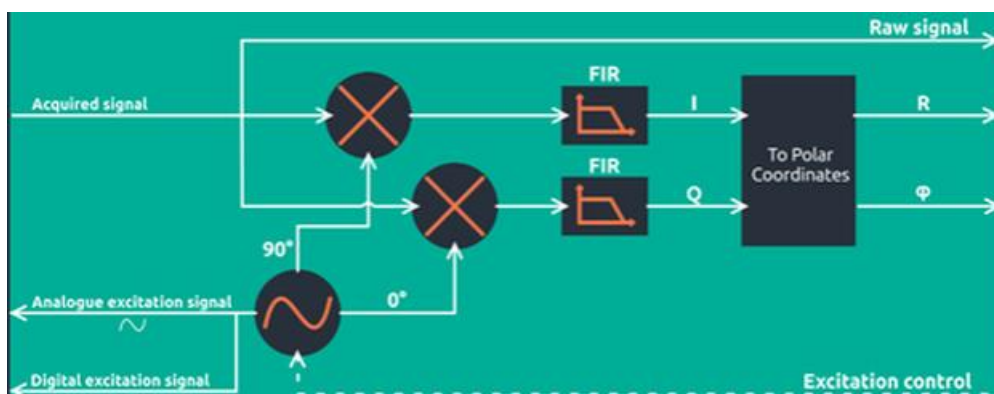 Raw signal
FIR
Acquired signal
I
R
To Polar
Coordinates
FIR
Q
Φ
90°
Analogue excitation signal
0°
Digital excitation signal
Excitation control